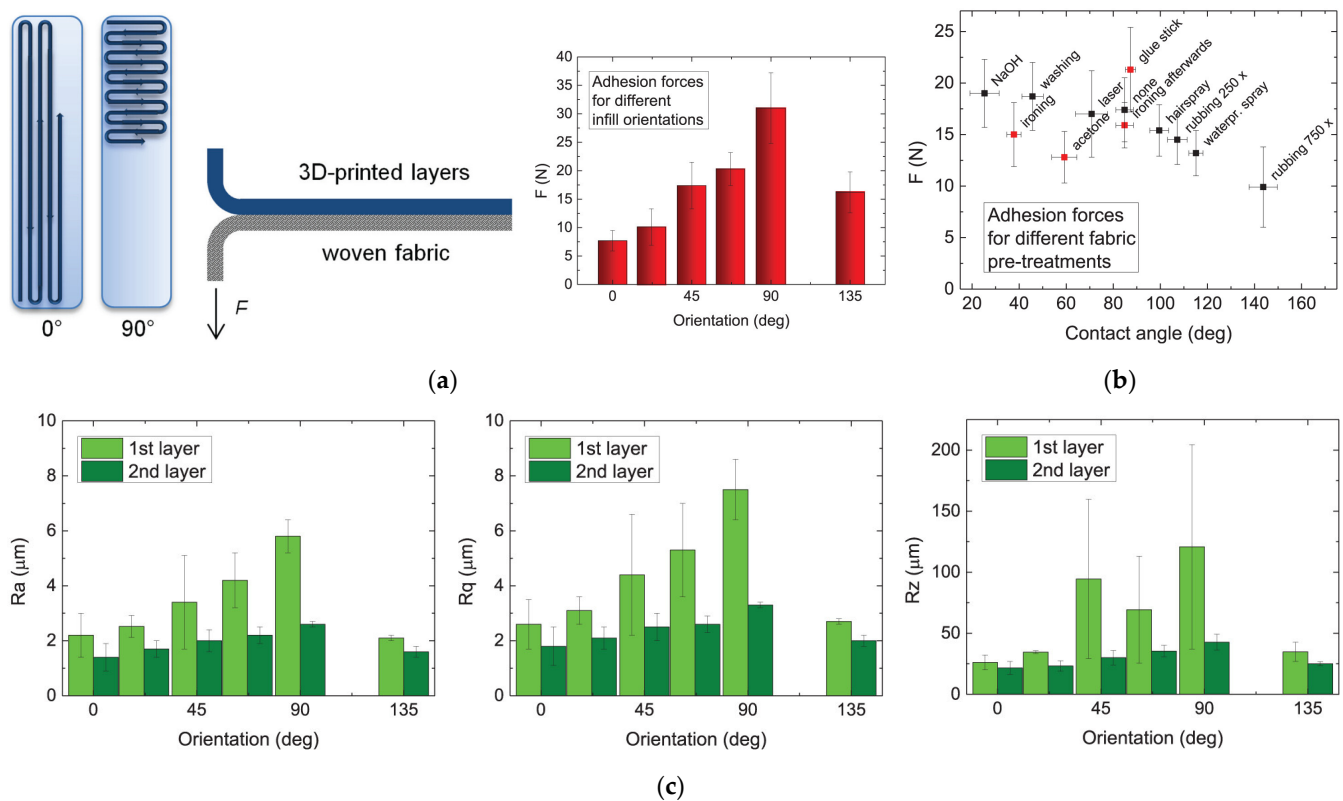 0°
90°
3D-printed layers
woven fabric
F
Adhesion forces
for different
infill orientations
F (N)
40
35
30
25
20
15
10
5
0
0
45
90
135
Orientation (deg)
(a)
F (N)
25
20
15
10
5
0
NaOH
ironing
washing
acetone
laser
glue stick
none
ironing afterwards
hairspray
rubbing 250 x
waterpr. spray
rubbing 750 x
Adhesion forces
for different fabric
pre-treatments
20
40
60
80
100
120
140
160
Contact angle (deg)
(b)
Ra (μm)
10
8
6
4
2
0
1st layer
2nd layer
0
45
90
135
Orientation (deg)
Rq (μm)
10
8
6
4
2
0
1st layer
2nd layer
0
45
90
135
Orientation (deg)
Rz (μm)
200
150
100
50
0
1st layer
2nd layer
0
45
90
135
Orientation (deg)
(c)